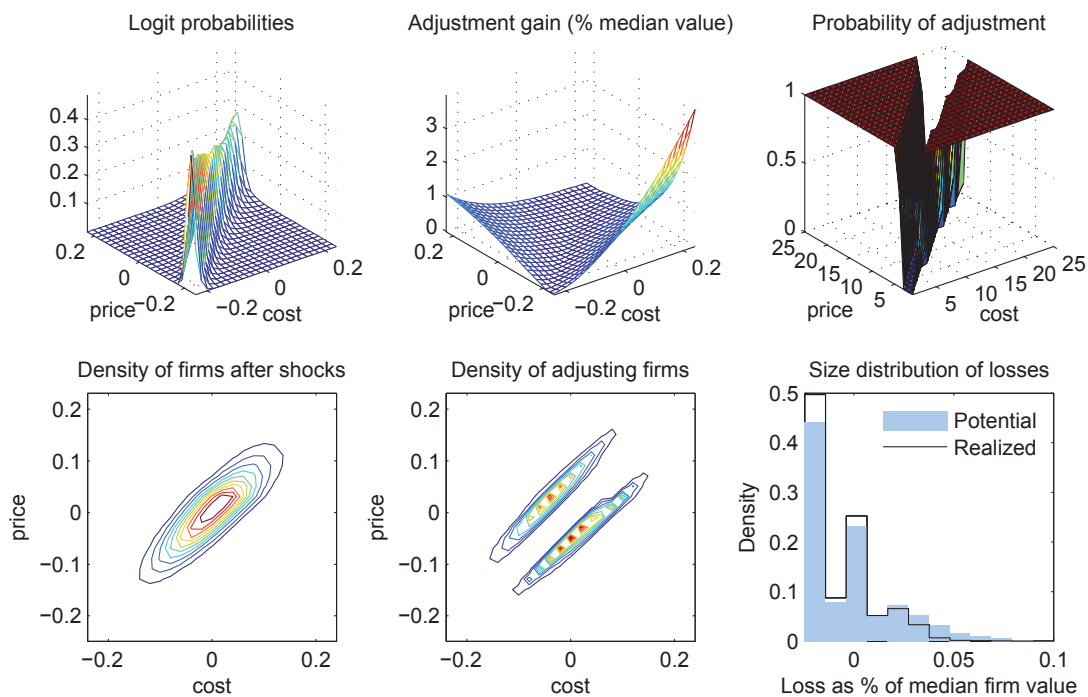 Logit probabilities
0.4
0.3
0.2
0.1
0.2
0
−0.2
price
−0.2
0
0.2
cost
Adjustment gain (% median value)
3
2
1
0
0.2
0
−0.2
price
−0.2
0
0.2
cost
Probability of adjustment
1
0.5
0
25
20
15
10
5
price
5
10
15
20
25
cost
Density of firms after shocks
0.2
0.1
0
−0.1
−0.2
price
−0.2
0
0.2
cost
Density of adjusting firms
0.2
0.1
0
−0.1
−0.2
price
−0.2
0
0.2
cost
Size distribution of losses
0.5
0.4
0.3
0.2
0.1
0
Density
Potential
Realized
0
0.05
0.1
Loss as % of median firm value